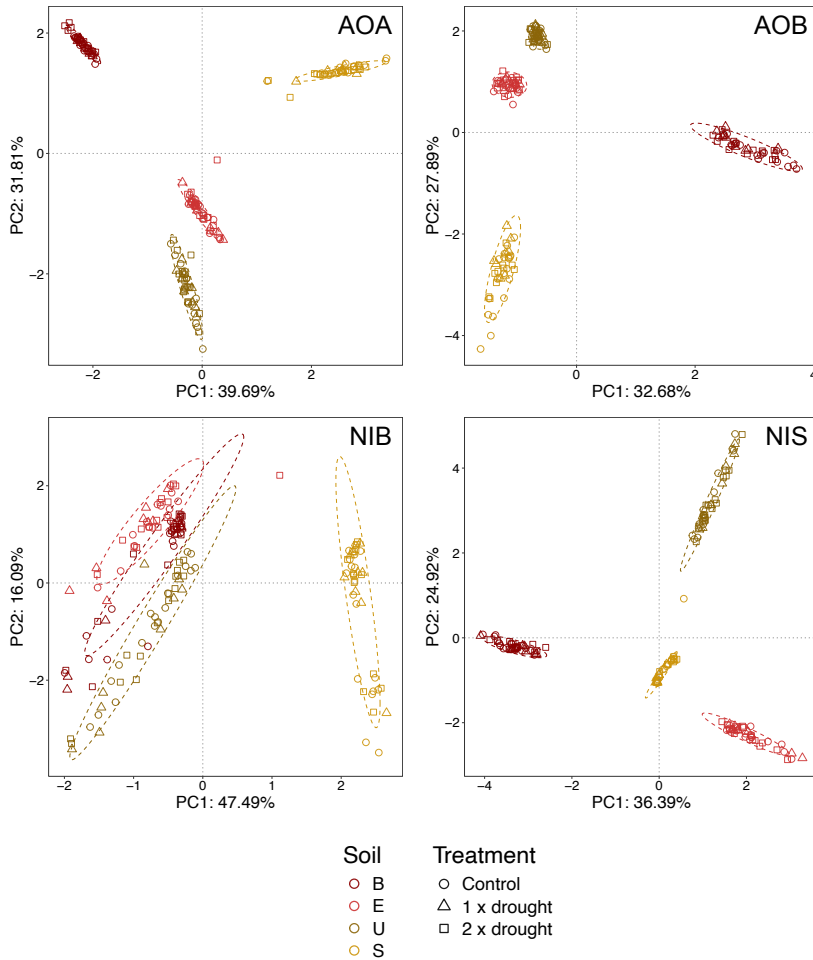 AOA
2
0
−2
−2
0
2
PC2: 31.81%
PC1: 39.69%
AOB
2
0
−2
−4
0
2
4
PC2: 27.89%
PC1: 32.68%
NIB
2
0
−2
−2
−1
0
1
2
PC2: 16.09%
PC1: 47.49%
NIS
4
2
0
−2
−4
−2
0
2
PC2: 24.92%
PC1: 36.39%
Soil
B
E
U
S
Treatment
Control
1 x drought
2 x drought